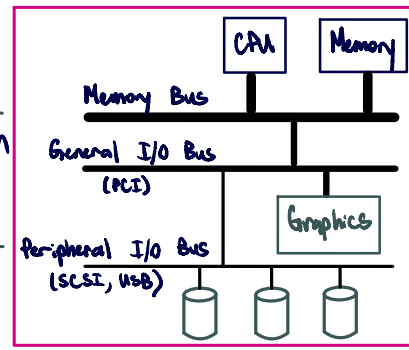 CPU
Memory
Memory Bus
General I/O Bus
(PCI)
Graphics
Peripheral I/O Bus
(SCSI, USB)